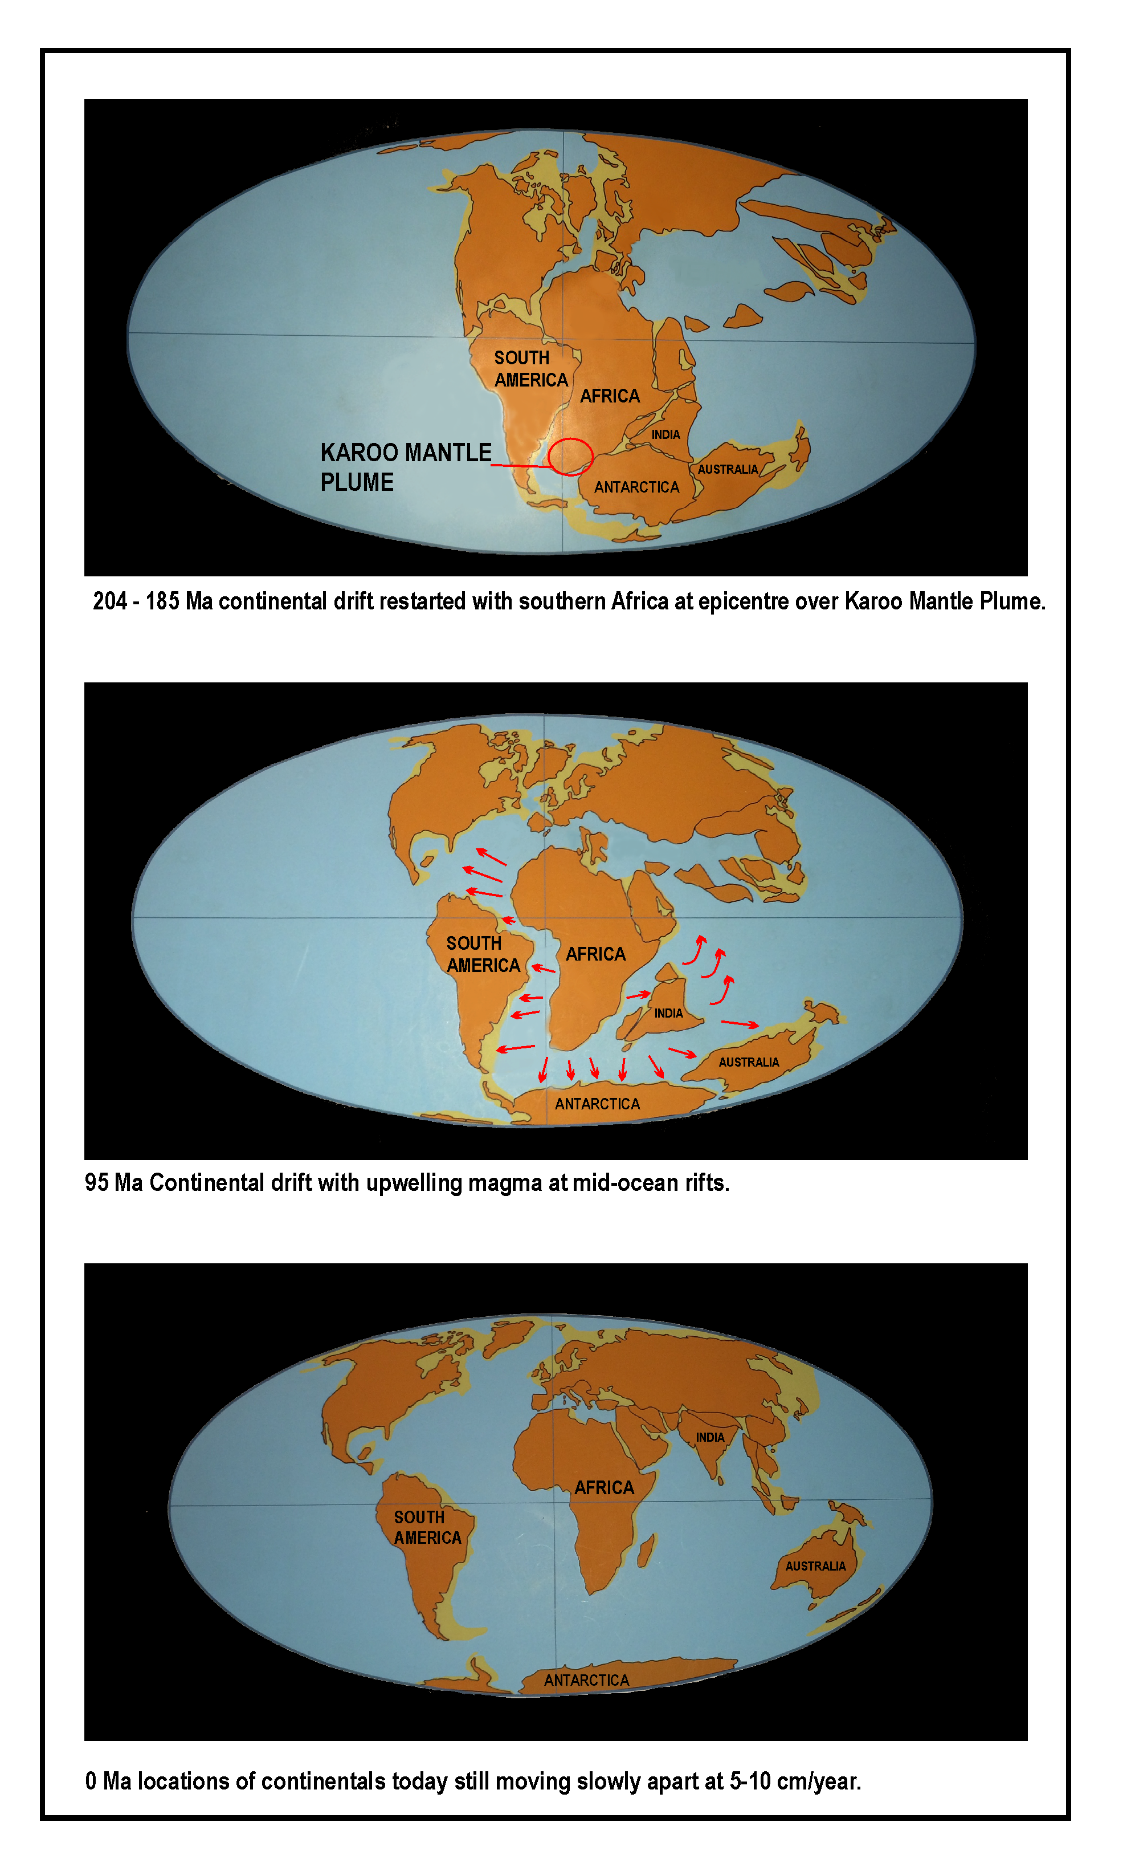 SOUTH
AMERICA
AFRICA
INDIA
KAROO MANTLE
PLUME
AUSTRALIA
ANTARCTICA
204 - 185 Ma continental drift restarted with southern Africa at epicentre over Karoo Mantle Plume.
SOUTH
AMERICA
AFRICA
INDIA
AUSTRALIA
ANTARCTICA
95 Ma Continental drift with upwelling magma at mid-ocean rifts.
INDIA
AFRICA
SOUTH
AMERICA
AUSTRALIA
ANTARCTICA
0 Ma locations of continentals today still moving slowly apart at 5-10 cm/year.